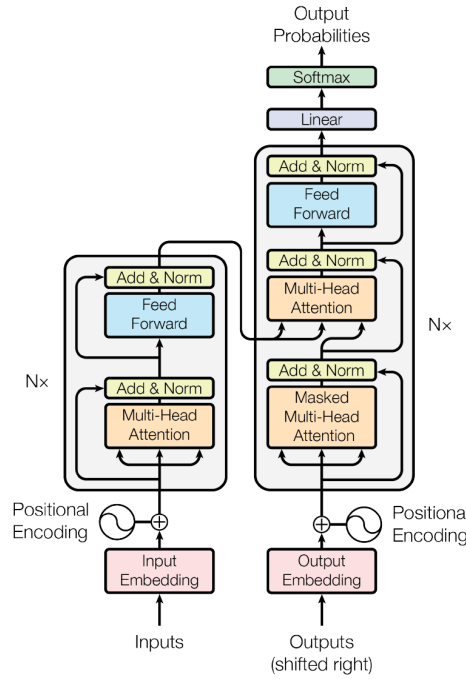 Output
Probabilities
Softmax
Linear
Add & Norm
Feed
Forward
Add & Norm
Multi-Head
Attention
Add & Norm
Masked
Multi-Head
Attention
N×
Add & Norm
Feed
Forward
Add & Norm
Multi-Head
Attention
N×
Positional
Encoding
Input
Embedding
Inputs
Positional
Encoding
Output
Embedding
Outputs
(shifted right)